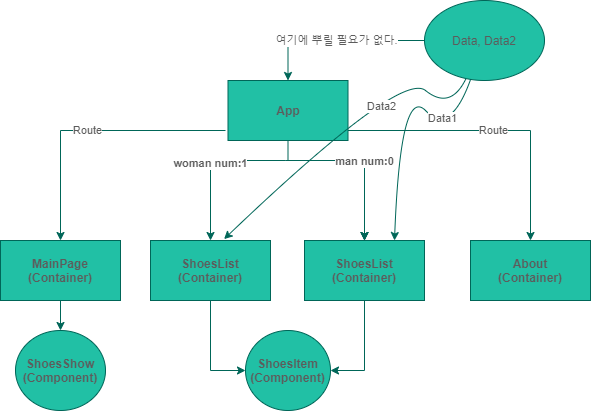 여기에 뿌릴 필요가 없다.
Data, Data2
App
Data2
Data1
Route
Route
woman num:1
man num:0
MainPage
(Container)
ShoesList
(Container)
ShoesList
(Container)
About
(Container)
ShoesShow
(Component)
ShoesItem
(Component)